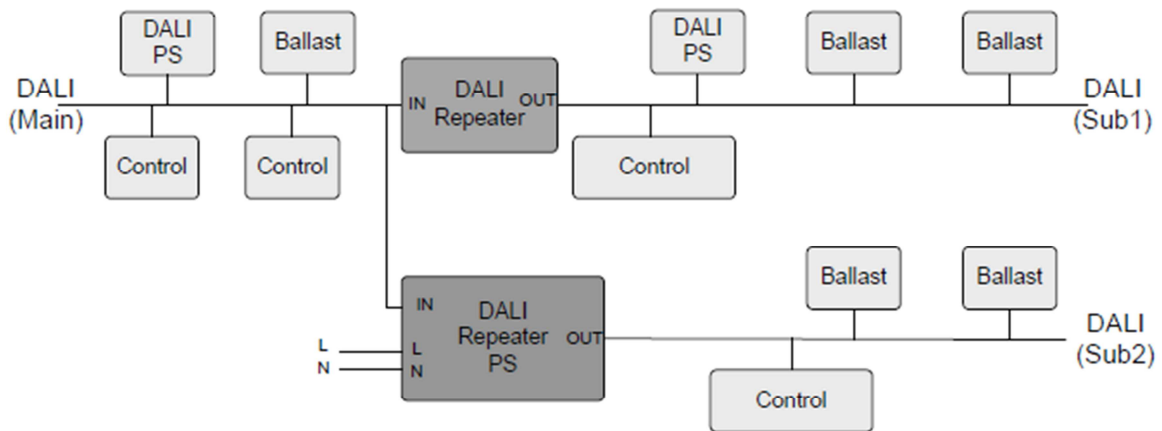 DALI
PS
Ballast
DALI
PS
Ballast
Ballast
DALI
(Main)
IN
DALI
Repeater
OUT
DALI
(Sub1)
Control
Control
Control
Ballast
Ballast
IN
DALI
Repeater
PS
OUT
L
N
L
N
DALI
(Sub2)
Control